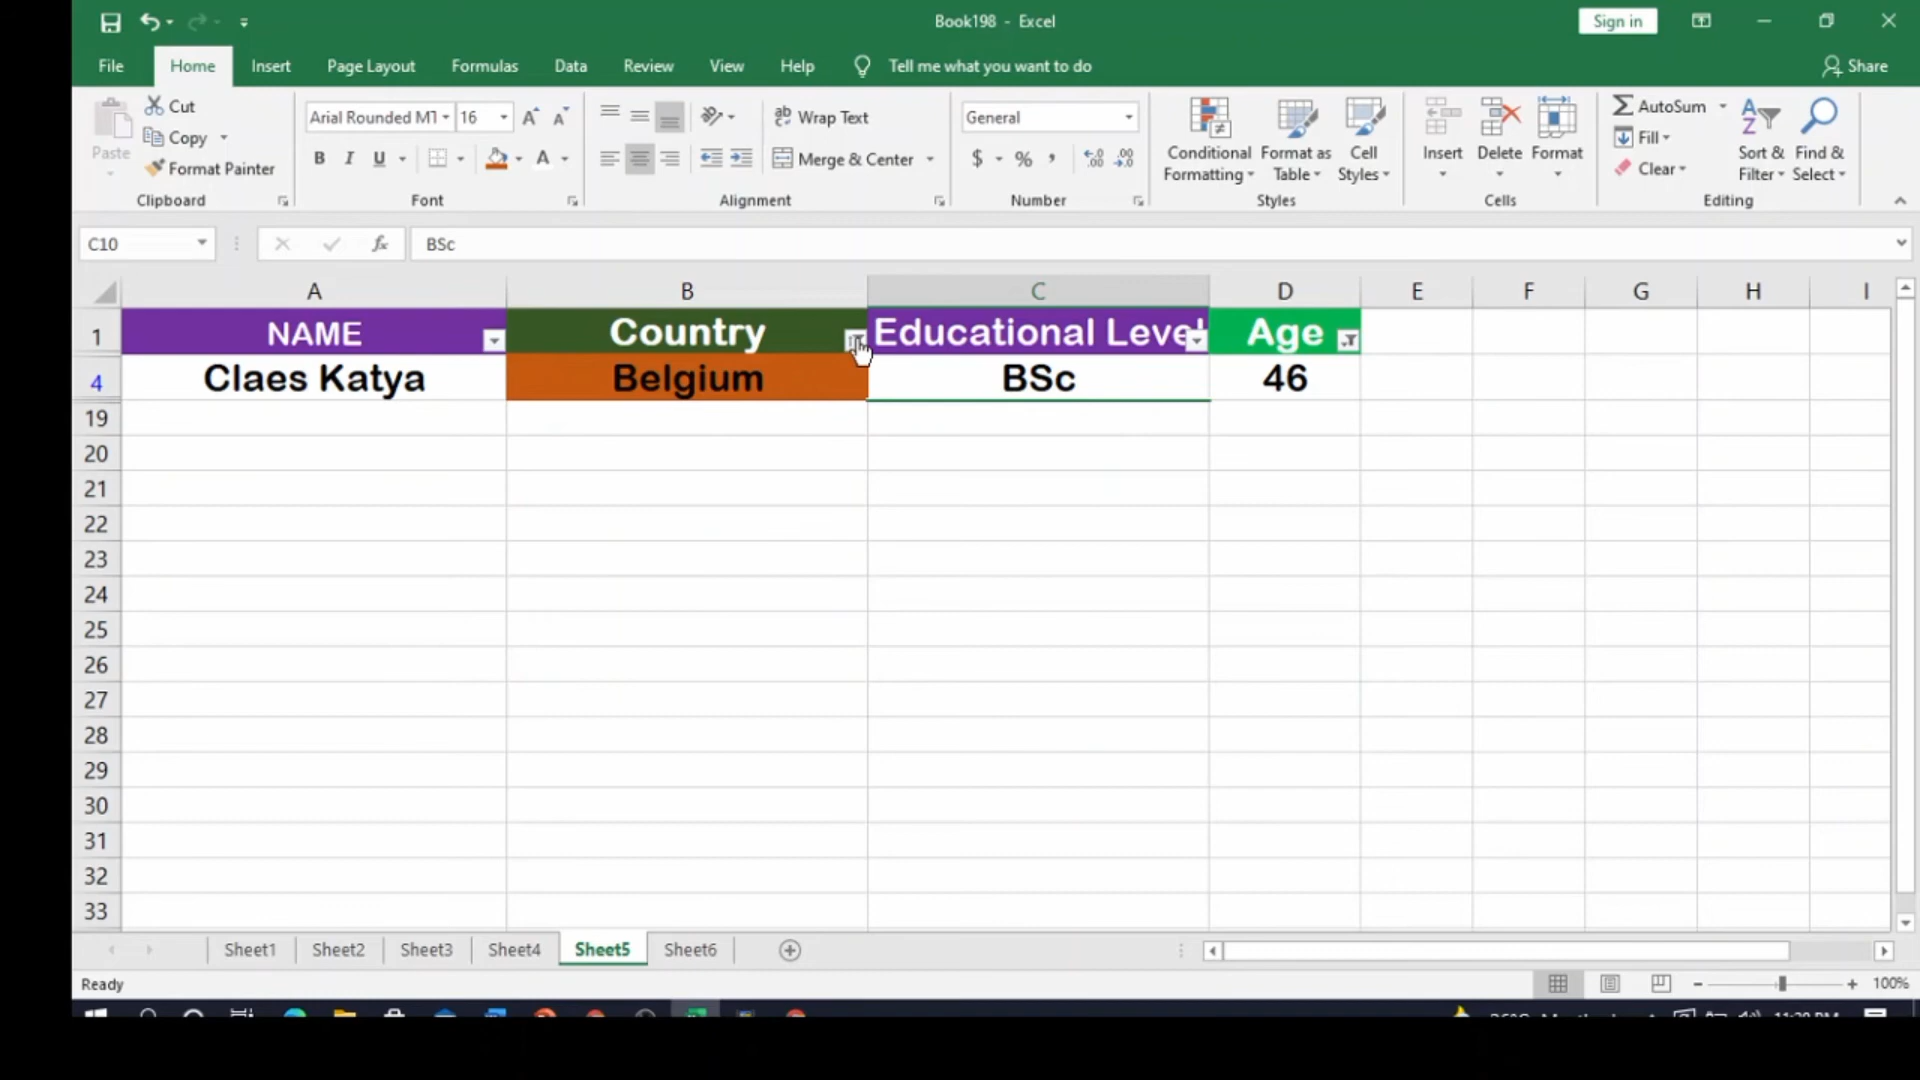 Book198 - Excel
Sign in
File Home Insert Page Layout Formulas Data Review View Help Tell me what you want to do Share
Paste Cut Copy Format Painter Clipboard
Arial Rounded MT 16 B I U A Font
Wrap Text Merge & Center Alignment
General $ % , Number
Conditional Formatting Format as Table Cell Styles Styles
Insert Delete Format Cells
AutoSum Fill Clear Sort & Filter Find & Select Editing
C10 fx BSc
A B C D E F G H I
1 NAME Country Educational Level Age
4 Claes Katya Belgium BSc 46
19
20
21
22
23
24
25
26
27
28
29
30
31
32
33
Sheet1 Sheet2 Sheet3 Sheet4 Sheet5 Sheet6
Ready 100%